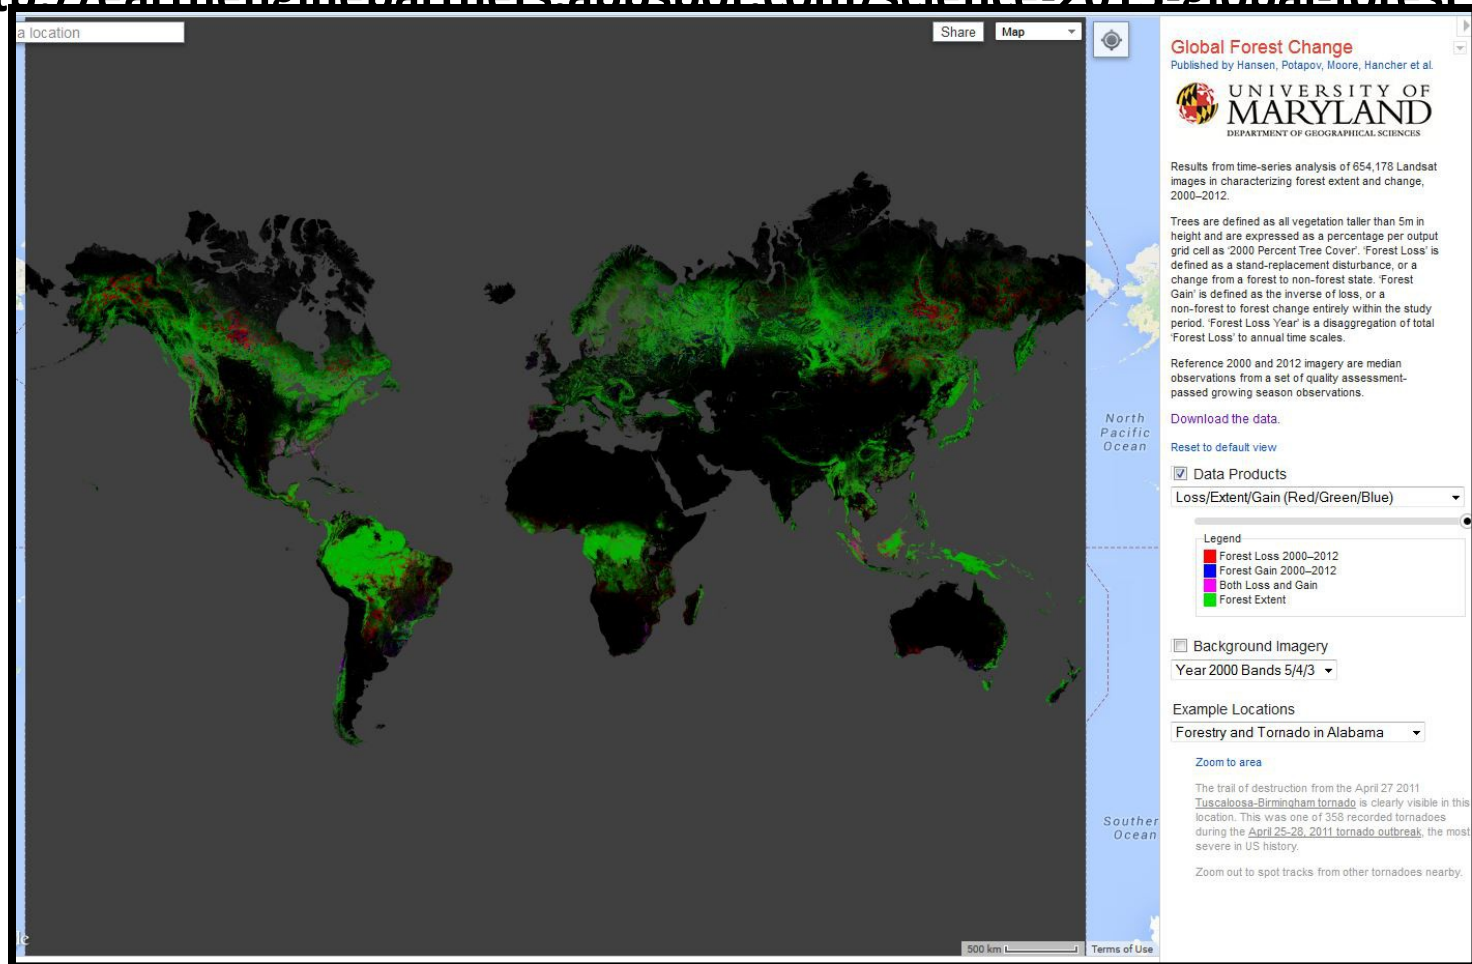 a location
Share
Map
Global Forest Change
Published by Hansen, Potapov, Moore, Hancher et al.
UNIVERSITY OF
MARYLAND
DEPARTMENT OF GEOGRAPHICAL SCIENCES
Results from time-series analysis of 654,178 Landsat
images in characterizing forest extent and change,
2000–2012.
Trees are defined as all vegetation taller than 5m in
height and are expressed as a percentage per output
grid cell as '2000 Percent Tree Cover'. 'Forest Loss' is
defined as a stand-replacement disturbance, or a
change from a forest to non-forest state. 'Forest
Gain' is defined as the inverse of loss, or a
non-forest to forest change entirely within the study
period. 'Forest Loss Year' is a disaggregation of total
'Forest Loss' to annual time scales.
Reference 2000 and 2012 imagery are median
observations from a set of quality assessment-
passed growing season observations.
Download the data.
Reset to default view
Data Products
Loss/Extent/Gain (Red/Green/Blue)
Legend
Forest Loss 2000–2012
Forest Gain 2000–2012
Both Loss and Gain
Forest Extent
Background Imagery
Year 2000 Bands 5/4/3
Example Locations
Forestry and Tornado in Alabama
Zoom to area
The trail of destruction from the April 27 2011
Tuscaloosa-Birmingham tornado is clearly visible in this
location. This was one of 358 recorded tornadoes
during the April 25-28, 2011 tornado outbreak, the most
severe in US history.
Zoom out to spot tracks from other tornadoes nearby.
North
Pacific
Ocean
Souther
Ocean
500 km
Terms of Use